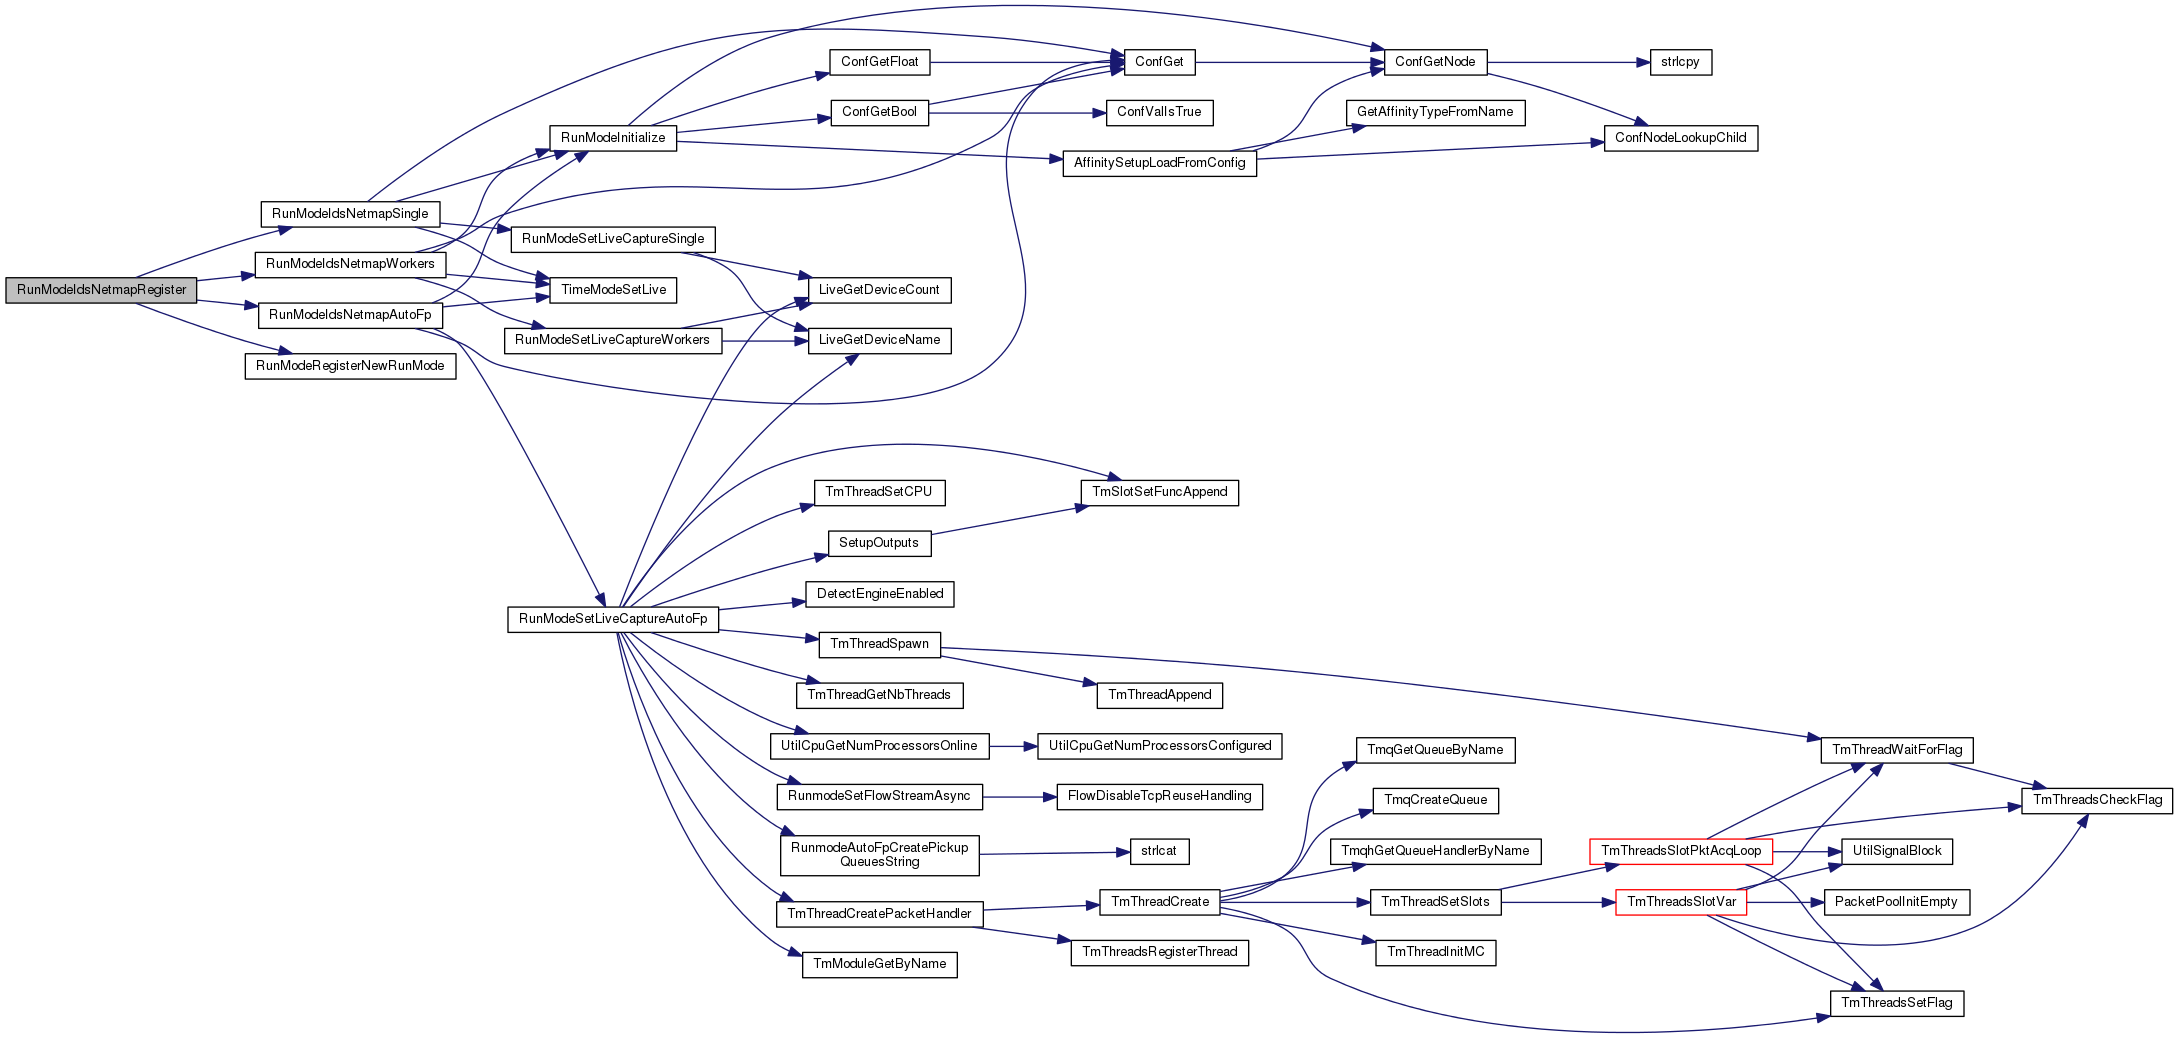 RunModeIdsNetmapRegister
RunModeIdsNetmapSingle
RunModeIdsNetmapWorkers
RunModeIdsNetmapAutoFp
RunModeRegisterNewRunMode
RunModeInitialize
RunModeSetLiveCaptureSingle
TimeModeSetLive
RunModeSetLiveCaptureWorkers
RunModeSetLiveCaptureAutoFp
ConfGetFloat
ConfGetBool
LiveGetDeviceCount
LiveGetDeviceName
TmThreadSetCPU
SetupOutputs
DetectEngineEnabled
TmThreadSpawn
TmThreadGetNbThreads
UtilCpuGetNumProcessorsOnline
RunmodeSetFlowStreamAsync
RunmodeAutoFpCreatePickup
QueuesString
TmThreadCreatePacketHandler
TmModuleGetByName
ConfGet
ConfValIsTrue
AffinitySetupLoadFromConfig
TmSlotSetFuncAppend
TmThreadAppend
UtilCpuGetNumProcessorsConfigured
FlowDisableTcpReuseHandling
strlcat
TmThreadCreate
TmThreadsRegisterThread
ConfGetNode
GetAffinityTypeFromName
TmqGetQueueByName
TmqCreateQueue
TmqhGetQueueHandlerByName
TmThreadSetSlots
TmThreadInitMC
strlcpy
ConfNodeLookupChild
TmThreadsSlotPktAcqLoop
TmThreadsSlotVar
TmThreadWaitForFlag
UtilSignalBlock
PacketPoolInitEmpty
TmThreadsSetFlag
TmThreadsCheckFlag